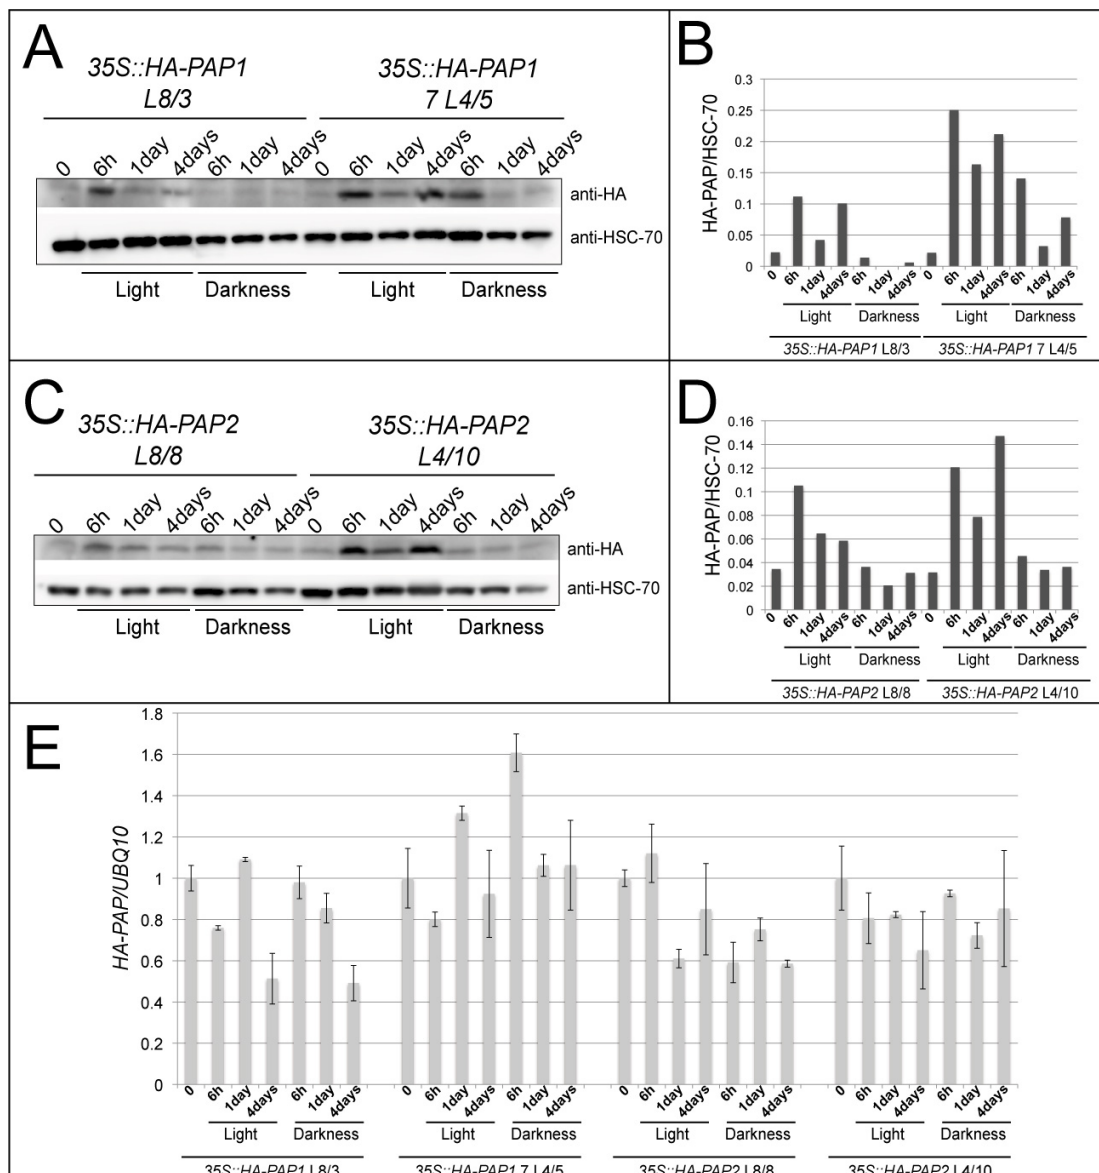 A
35S::HA-PAP1 35S::HA-PAP1
L8/3 7 L4/5
0 6h 1day 4days 6h 1day 4days 0 6h 1day 4days 6h 1day 4days
anti-HA
anti-HSC-70
Light Darkness Light Darkness
B
HA-PAP/HSC-70
0.3
0.25
0.2
0.15
0.1
0.05
0
0 6h 1day 4days 6h 1day 4days 0 6h 1day 4days 6h 1day 4days
Light Darkness Light Darkness
35S::HA-PAP1 L8/3 35S::HA-PAP1 7 L4/5
C
35S::HA-PAP2 35S::HA-PAP2
L8/8 L4/10
0 6h 1day 4days 6h 1day 4days 0 6h 1day 4days 6h 1day 4days
anti-HA
anti-HSC-70
Light Darkness Light Darkness
D
HA-PAP/HSC-70
0.16
0.14
0.12
0.1
0.08
0.06
0.04
0.02
0
0 6h 1day 4days 6h 1day 4days 0 6h 1day 4days 6h 1day 4days
Light Darkness Light Darkness
35S::HA-PAP2 L8/8 35S::HA-PAP2 L4/10
E
HA-PAP/UBQ10
1.8
1.6
1.4
1.2
1
0.8
0.6
0.4
0.2
0
0 6h 1day 4days 6h 1day 4days 0 6h 1day 4days 6h 1day 4days 0 6h 1day 4days 6h 1day 4days 0 6h 1day 4days 6h 1day 4days
Light Darkness Light Darkness Light Darkness Light Darkness
35S::HA-PAP1 L8/3 35S::HA-PAP1 7 L4/5 35S::HA-PAP2 L8/8 35S::HA-PAP2 L4/10